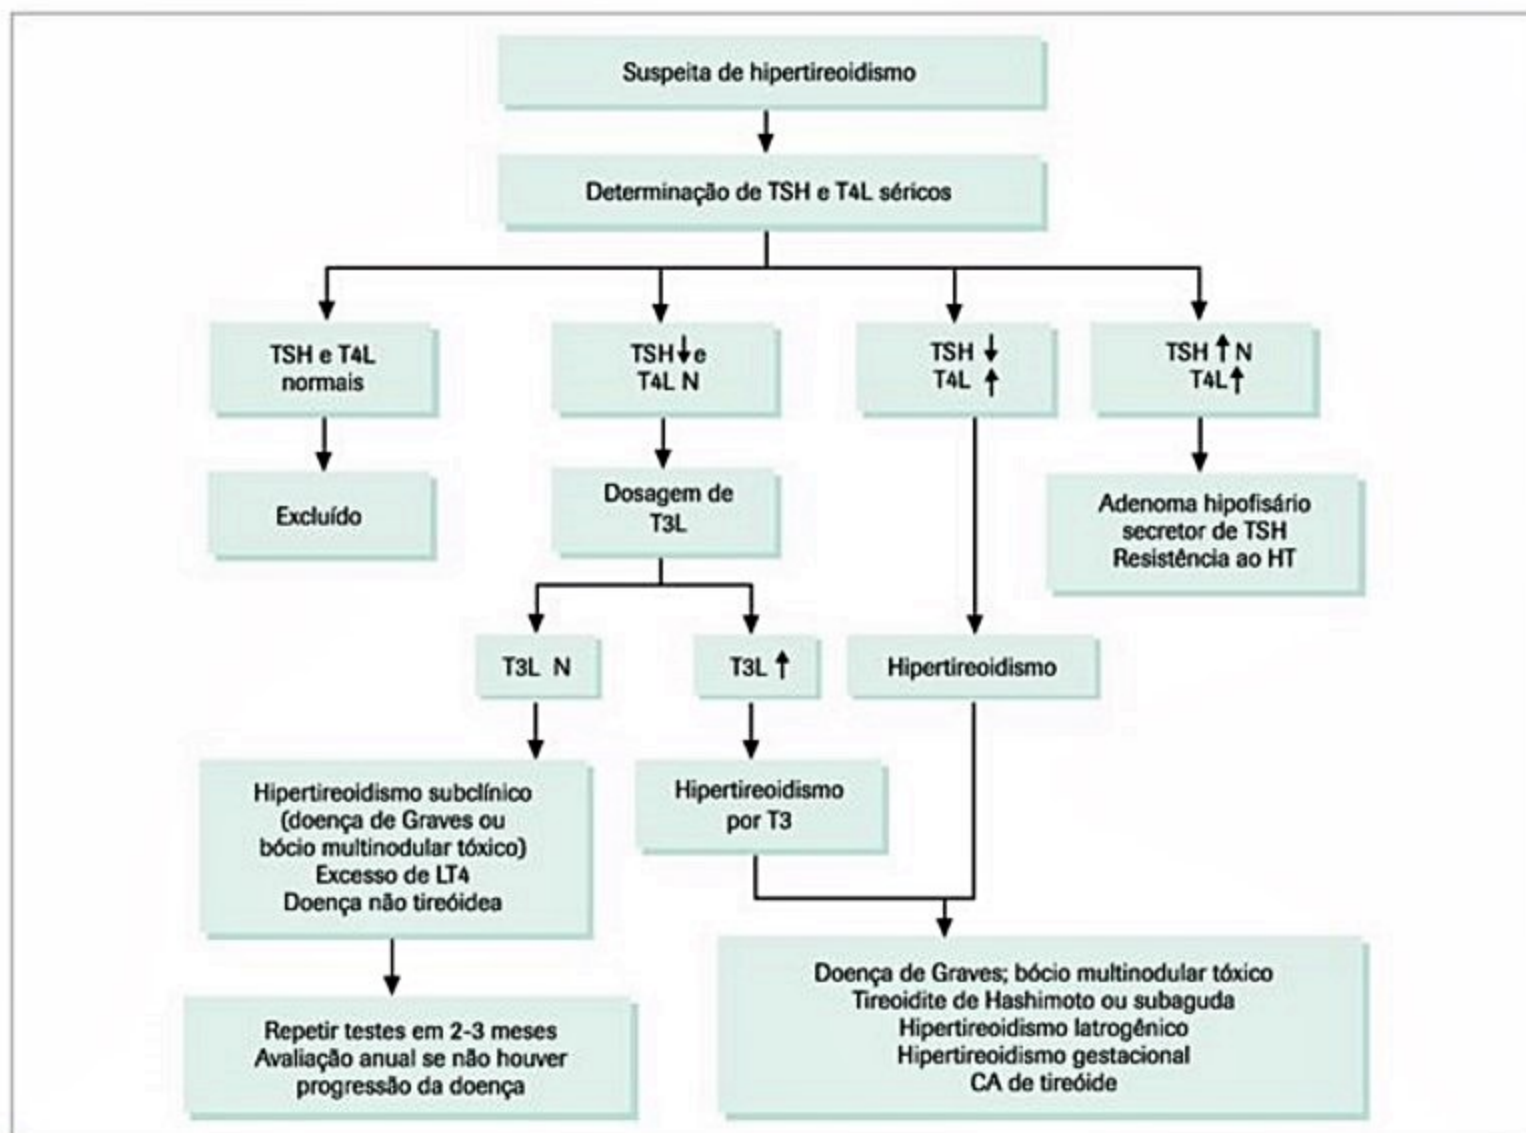 Suspeita de hipertireoidismo
Determinação de TSH e T4L séricos
TSH e T4L
normais
TSH↓e
T4L N
TSH ↓
T4L ↑
TSH ↑ N
T4L↑
Excluído
Dosagem de
T3L
Adenoma hipofisário
secretor de TSH
Resistência ao HT
T3L N
T3L ↑
Hipertireoidismo
Hipertireoidismo subclínico
(doença de Graves ou
bócio multinodular tóxico)
Excesso de LT4
Doença não tireóidea
Hipertireoidismo
por T3
Repetir testes em 2-3 meses
Avaliação anual se não houver
progressão da doença
Doença de Graves; bócio multinodular tóxico
Tireoidite de Hashimoto ou subaguda
Hipertireoidismo Iatrogênico
Hipertireoidismo gestacional
CA de tireóide